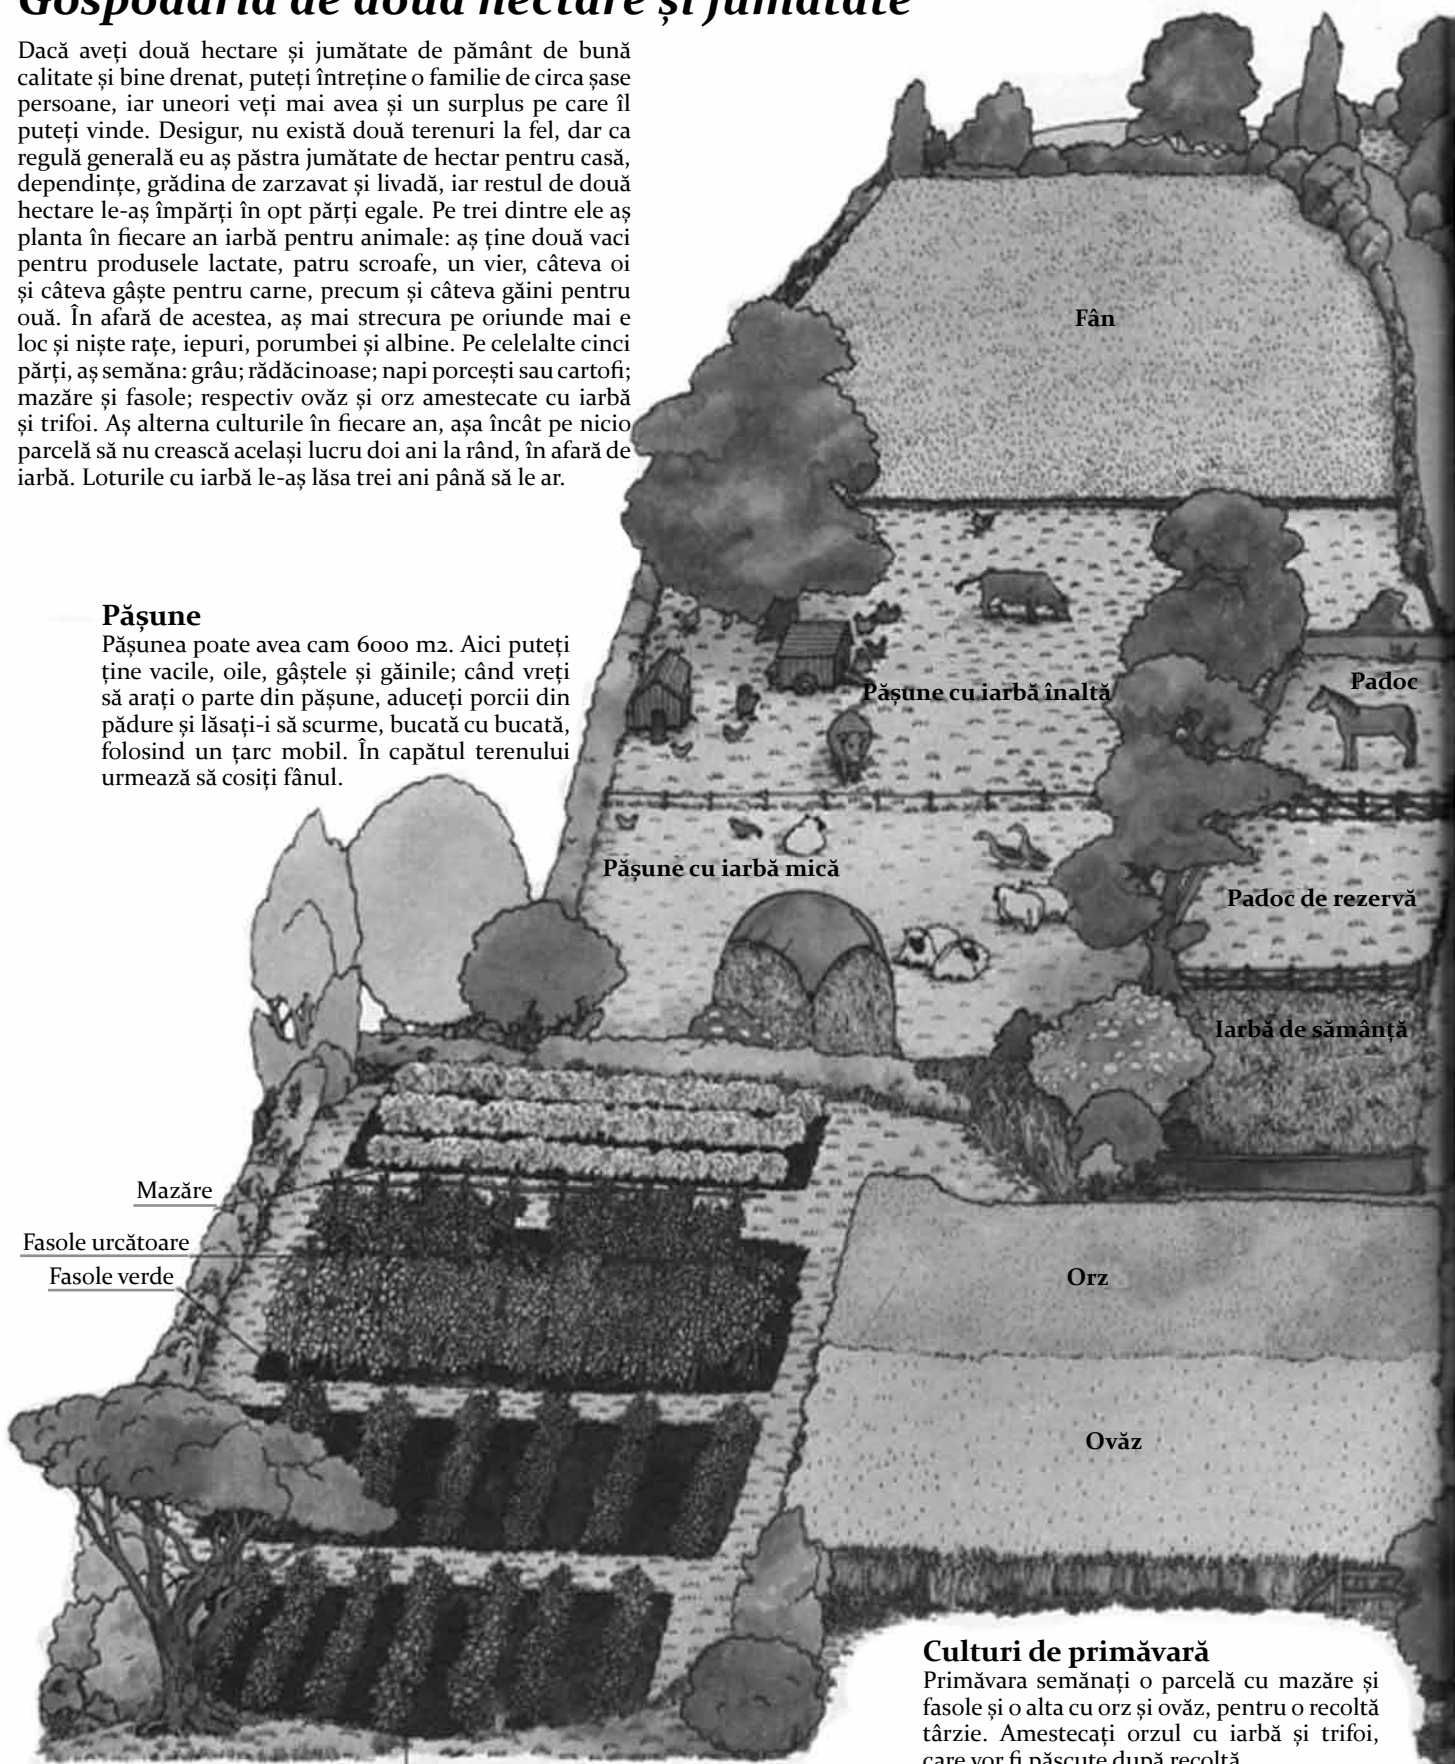 Gospodăria de două hectare și jumătate
Dacă aveți două hectare și jumătate de pământ de bună
calitate și bine drenat, puteți întreține o familie de circa șase
persoane, iar uneori veți mai avea și un surplus pe care îl
puteți vinde. Desigur, nu există două terenuri la fel, dar ca
regulă generală eu aș păstra jumătate de hectar pentru casă,
dependințe, grădina de zarzavat și livadă, iar restul de două
hectare le-aș împărți în opt părți egale. Pe trei dintre ele aș
planta în fiecare an iarbă pentru animale: aș ține două vaci
pentru produsele lactate, patru scroafe, un vier, câteva oi
și câteva gâște pentru carne, precum și câteva găini pentru
ouă. În afară de acestea, aș mai strecura pe oriunde mai e
loc și niște rațe, iepuri, porumbei și albine. Pe celelalte cinci
părți, aș semăna: grâu; rădăcinoase; napi porcești sau cartofi;
mazăre și fasole; respectiv ovăz și orz amestecate cu iarbă
și trifoi. Aș alterna culturile în fiecare an, așa încât pe nicio
parcelă să nu crească același lucru doi ani la rând, în afară de
iarbă. Loturile cu iarbă le-aș lăsa trei ani până să le ar.
Fân
Pășune
Pășunea poate avea cam 6000 m2. Aici puteți
ține vacile, oile, gâștele și găinile; când vreți
să arați o parte din pășune, aduceți porcii din
pădure și lăsați-i să scurme, bucată cu bucată,
folosind un țarc mobil. În capătul terenului
urmează să cosiți fânul.
Pășune cu iarbă înaltă
Padoc
Pășune cu iarbă mică
Padoc de rezervă
Iarbă de sămânță
Mazăre
Fasole urcătoare
Fasole verde
Orz
Ovăz
Culturi de primăvară
Primăvara semănați o parcelă cu mazăre și
fasole și o alta cu orz și ovăz, pentru o recoltă
târzie. Amestecați orzul cu iarbă și trifoi,
care vor fi păscute după recoltă.